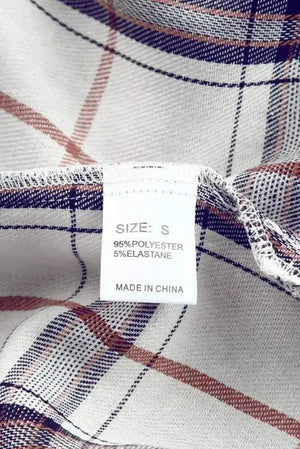 SIZE: S
95%POLYESTER
5%ELASTANE
MADE IN CHINA